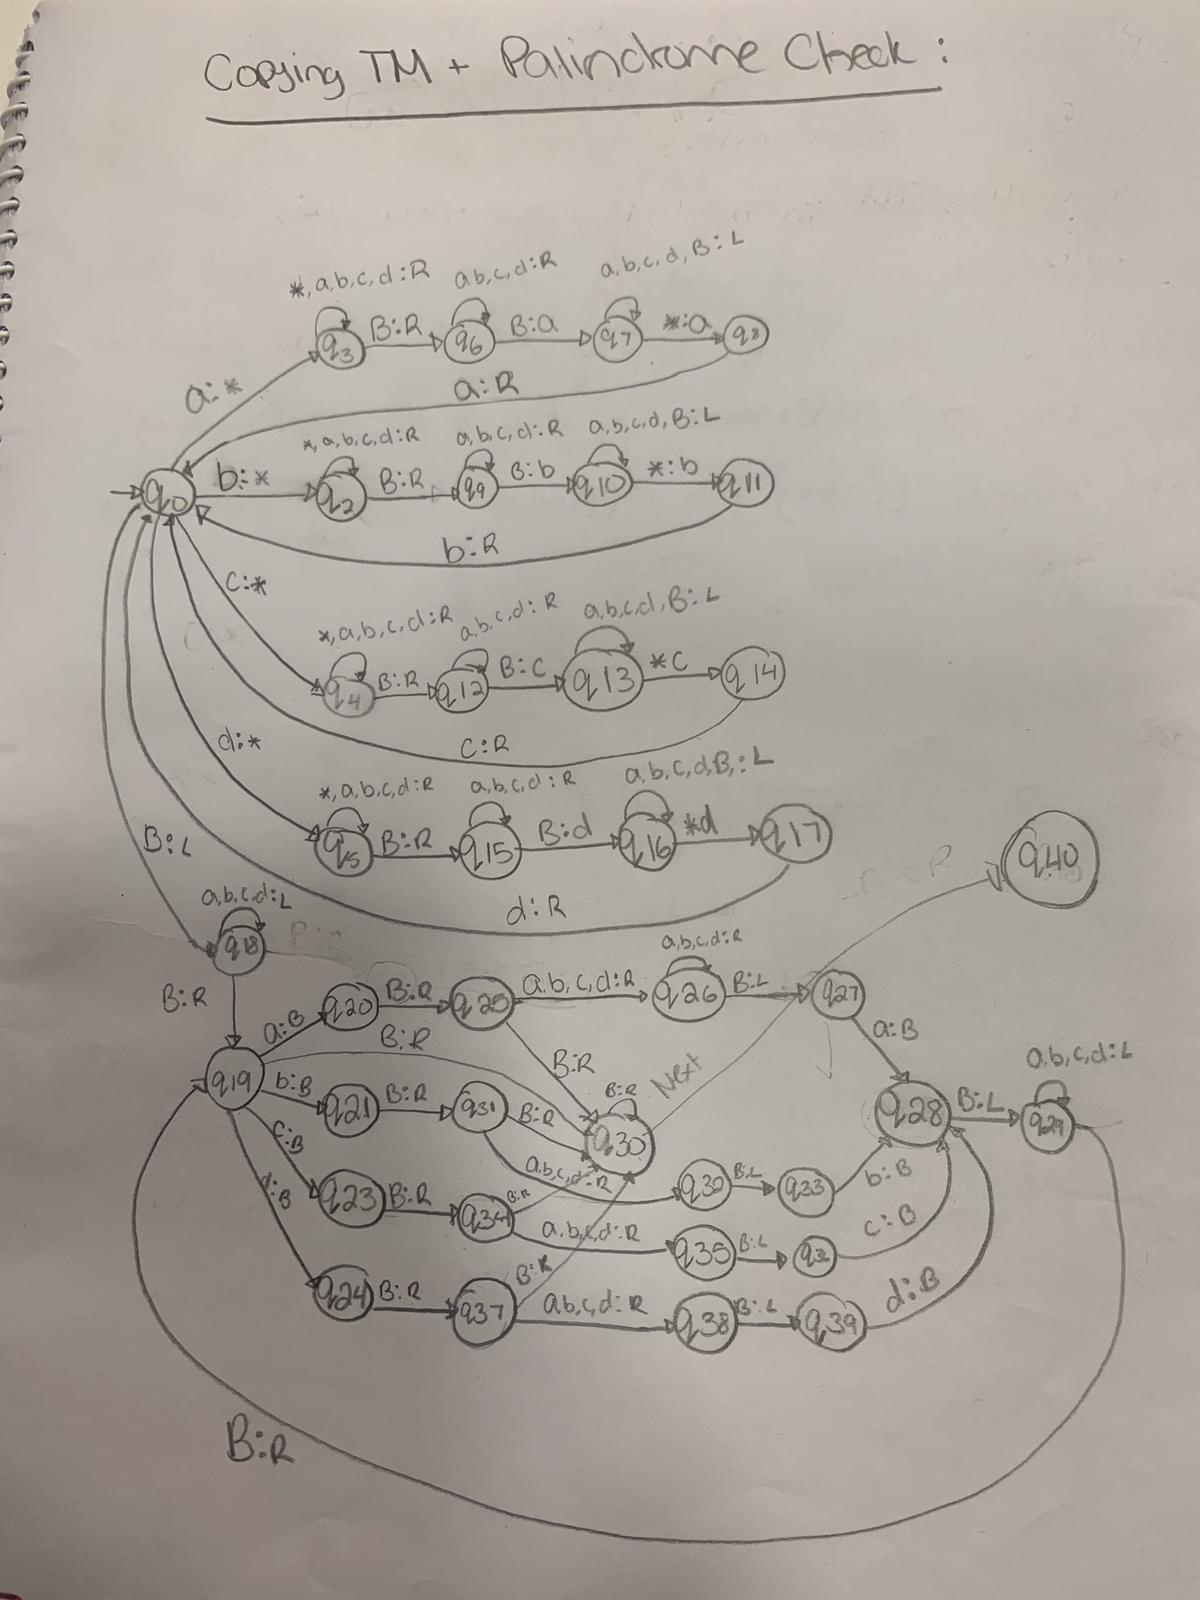 Copying TM + Palindrome Check :
*,a,b,c,d:R a,b,c,d:R a,b,c,d,B:L
q3 B:R q6 B:a q7 *:a q8
a:* a:R
*,a,b,c,d:R a,b,c,d:R a,b,c,d,B:L
q0 b:* q2 B:R q9 B:b q10 *:b q11
b:R
c:*
*,a,b,c,d:R a,b,c,d:R a,b,c,d,B:L
q4 B:R q12 B:C q13 *C q14
C:R
d:*
*,a,b,c,d:R a,b,c,d:R a,b,c,d,B,:L
q5 B:R q15 B:d q16 *d q17
B:L
d:R
q40
a,b,c,d:L
q18
a,b,c,d:R
B:R
a:B q20 B:R q25 a,b,c,d:R q26 B:L q27
B:R B:R a:B
q19 Next
b:B q21 B:R q31 B:R B:R q30
q28 B:L q29 a,b,c,d:L
c:B q23 B:R q34 B:R a,b,c,d:R q32 B:L q33 b:B
a,b,c,d:R q35 B:L c:B
d:B q24 B:R q37 B:R a,b,c,d:R q38 B:L q39 d:B
B:R